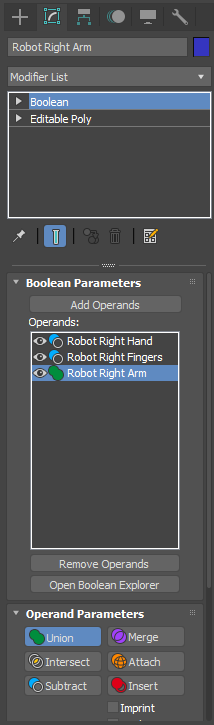 Robot Right Arm
Modifier List
Boolean
Editable Poly
Boolean Parameters
Add Operands
Operands:
Robot Right Hand
Robot Right Fingers
Robot Right Arm
Remove Operands
Open Boolean Explorer
Operand Parameters
Union Merge
Intersect Attach
Subtract Insert
Imprint